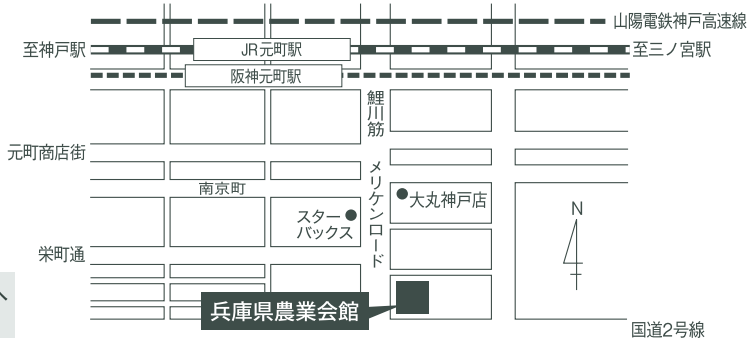 山陽電鉄神戸高速線
至神戸駅
JR元町駅
至三ノ宮駅
阪神元町駅
鯉川筋
元町商店街
メリケンロード
南京町
大丸神戸店
N
スター
バックス
栄町通
兵庫県農業会館
国道2号線